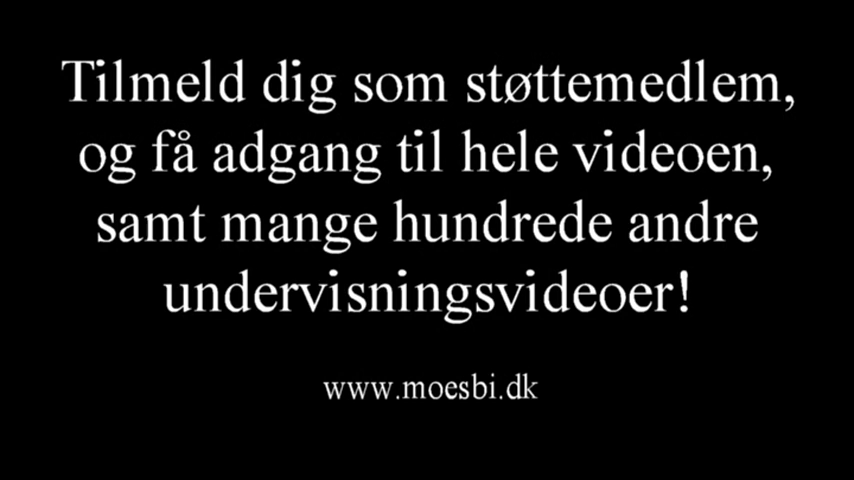 Tilmeld dig som støttemedlem,
og få adgang til hele videoen,
samt mange hundrede andre
undervisningsvideoer!
www.moesbi.dk